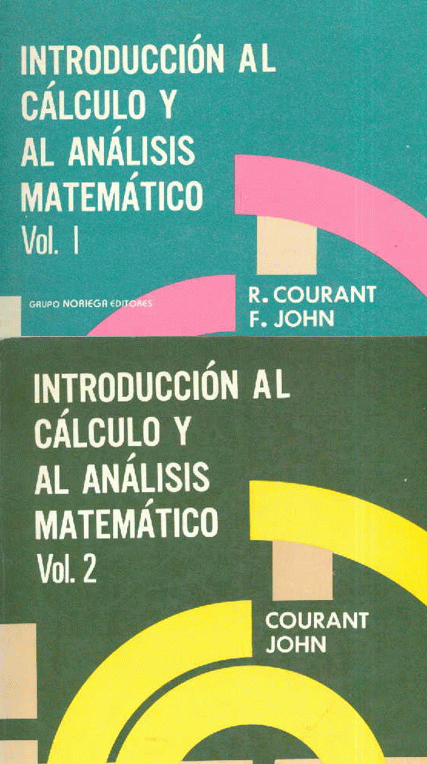 INTRODUCCIÓN AL
CÁLCULO Y
AL ANÁLISIS
MATEMÁTICO
Vol. 1
GRUPO NORIEGA EDITORES
R. COURANT
F. JOHN
INTRODUCCIÓN AL
CÁLCULO Y
AL ANÁLISIS
MATEMÁTICO
Vol. 2
COURANT
JOHN